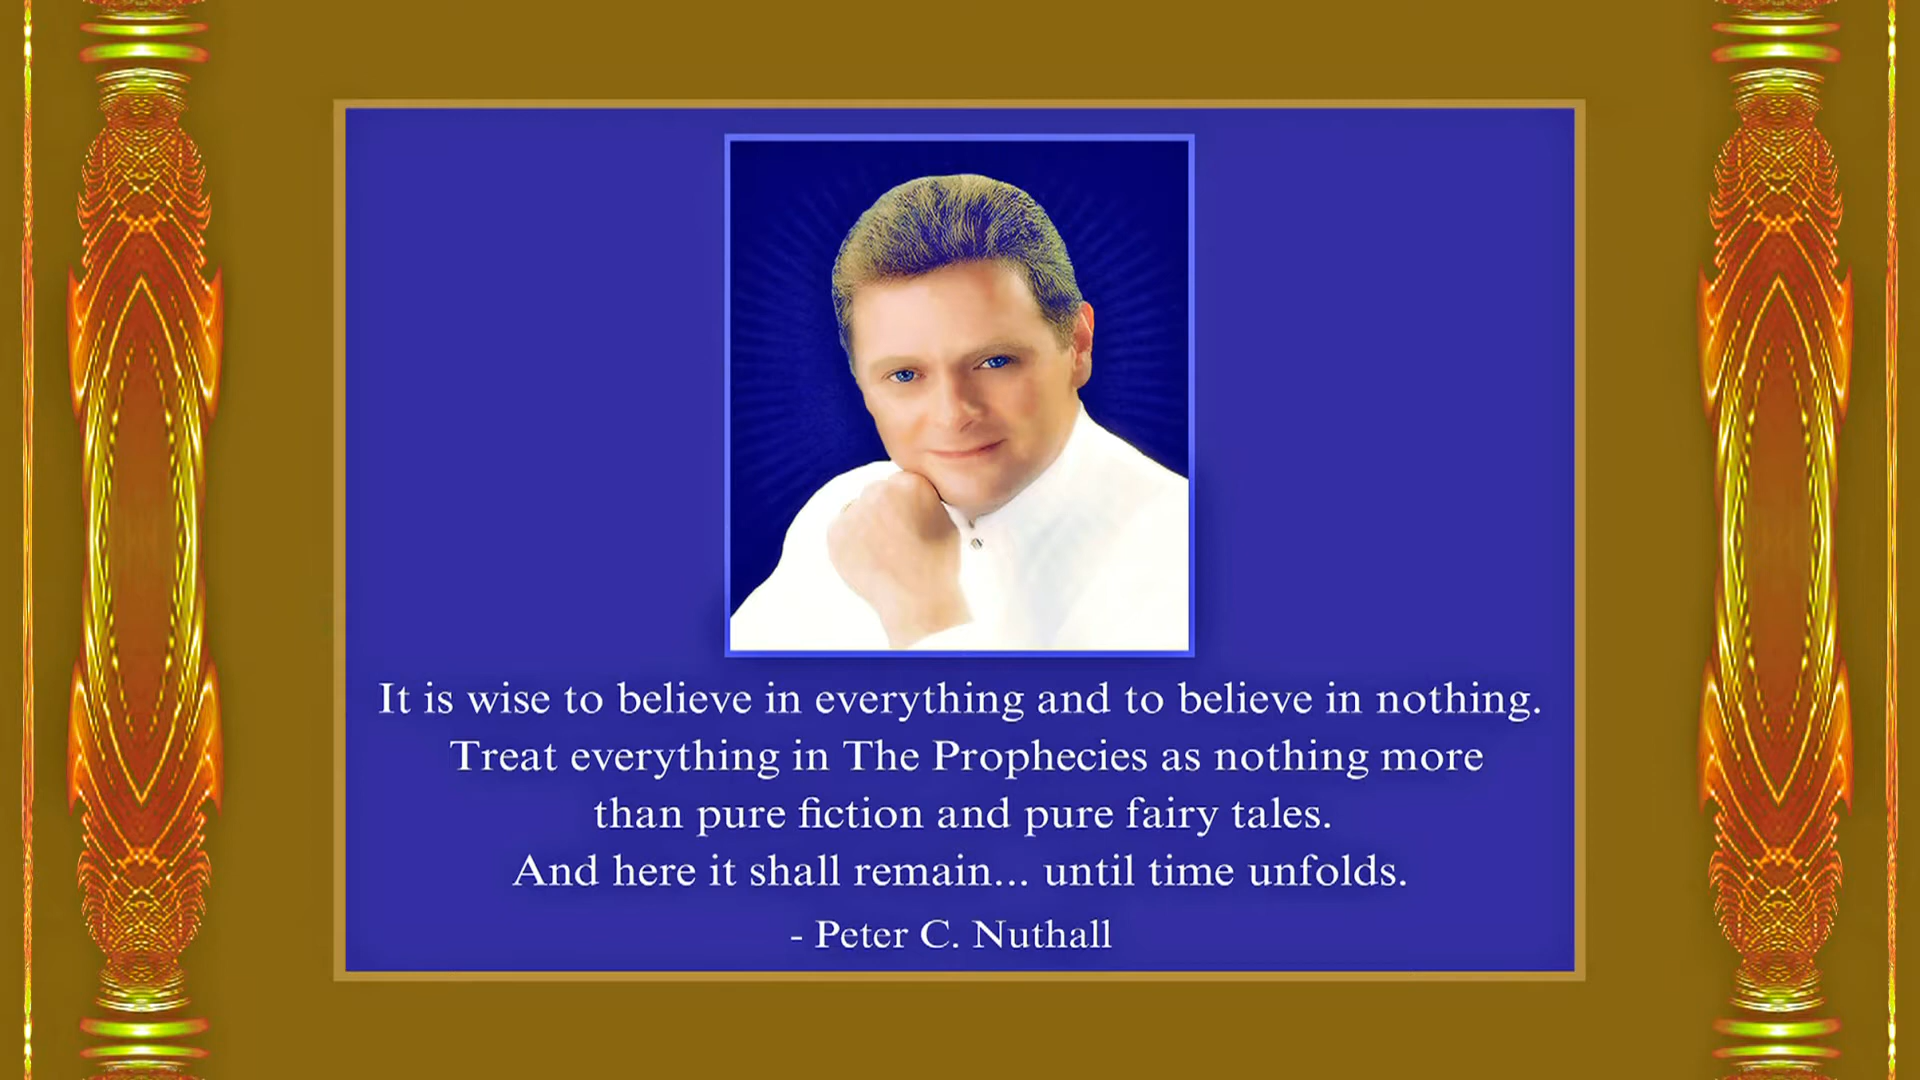 It is wise to believe in everything and to believe in nothing.
Treat everything in The Prophecies as nothing more
than pure fiction and pure fairy tales.
And here it shall remain... until time unfolds.
- Peter C. Nuthall